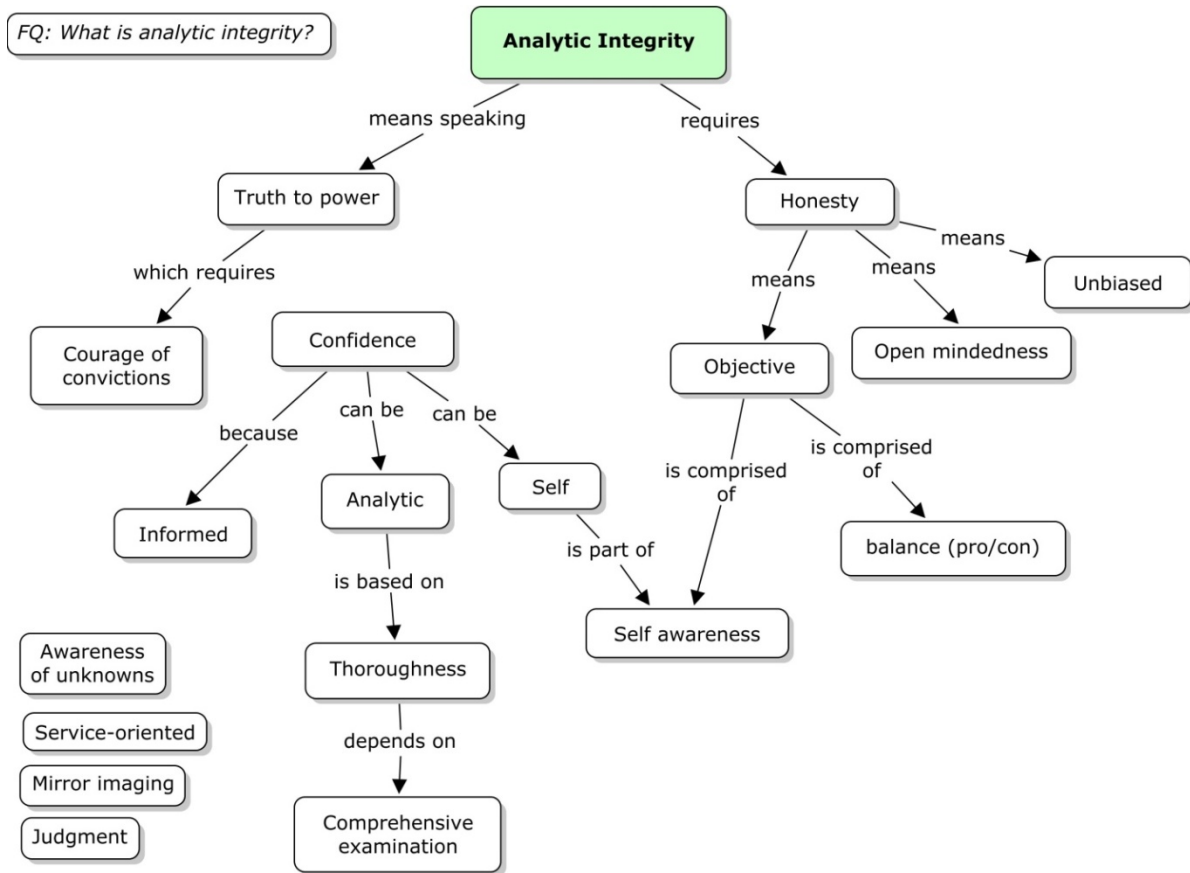 FQ: What is analytic integrity?
Analytic Integrity
means speaking
requires
Truth to power
Honesty
which requires
means
means
means
Unbiased
Courage of
convictions
Confidence
Objective
Open mindedness
because
can be
can be
is comprised
of
is comprised
of
Informed
Analytic
Self
balance (pro/con)
is based on
is part of
Self awareness
Awareness
of unknowns
Thoroughness
Service-oriented
depends on
Mirror imaging
Judgment
Comprehensive
examination